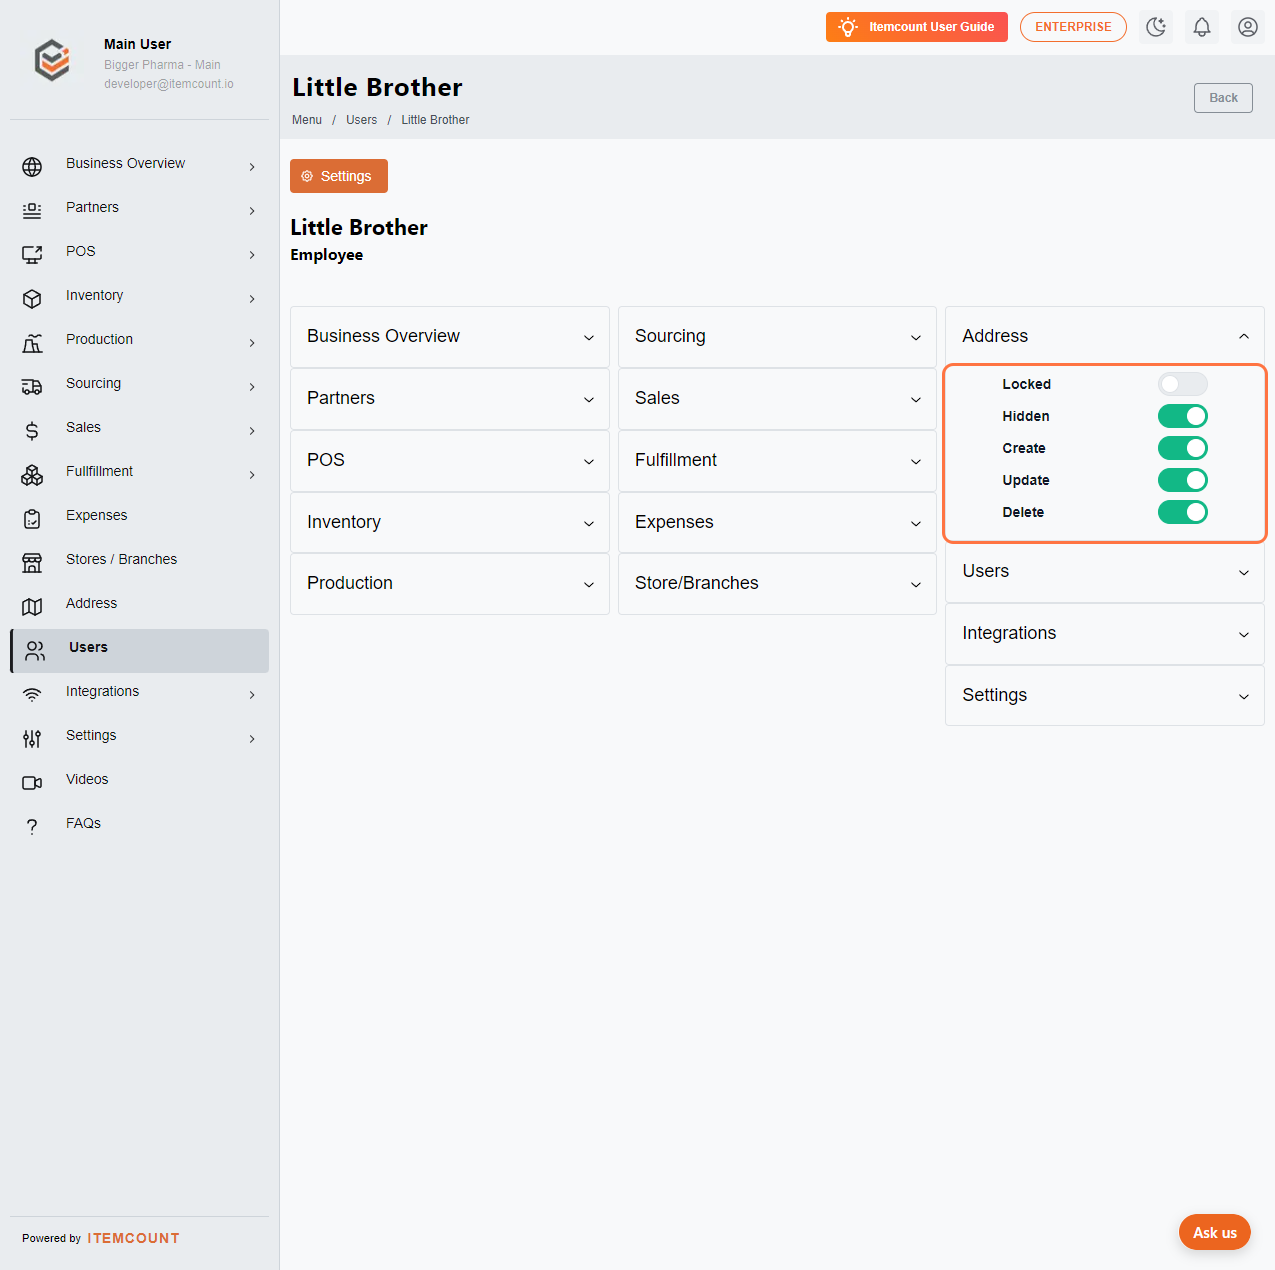 Main User
Bigger Pharma - Main
developer@itemcount.io
Business Overview
Partners
POS
Inventory
Production
Sourcing
Sales
Fullfillment
Expenses
Stores / Branches
Address
Users
Integrations
Settings
Videos
FAQs
Powered by ITEMCOUNT
Itemcount User Guide
ENTERPRISE
Little Brother
Menu / Users / Little Brother
Back
Settings
Little Brother
Employee
Business Overview
Partners
POS
Inventory
Production
Sourcing
Sales
Fulfillment
Expenses
Store/Branches
Address
Locked
Hidden
Create
Update
Delete
Users
Integrations
Settings
Ask us